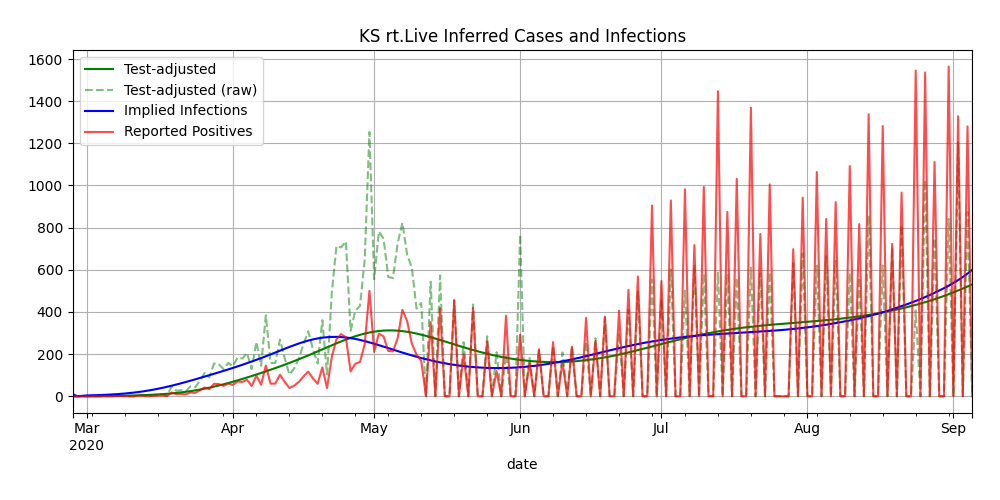 KS rt.Live Inferred Cases and Infections
1600
1400
1200
1000
800
600
400
200
0
Test-adjusted
Test-adjusted (raw)
Implied Infections
Reported Positives
Mar Apr May Jun Jul Aug Sep
2020
date